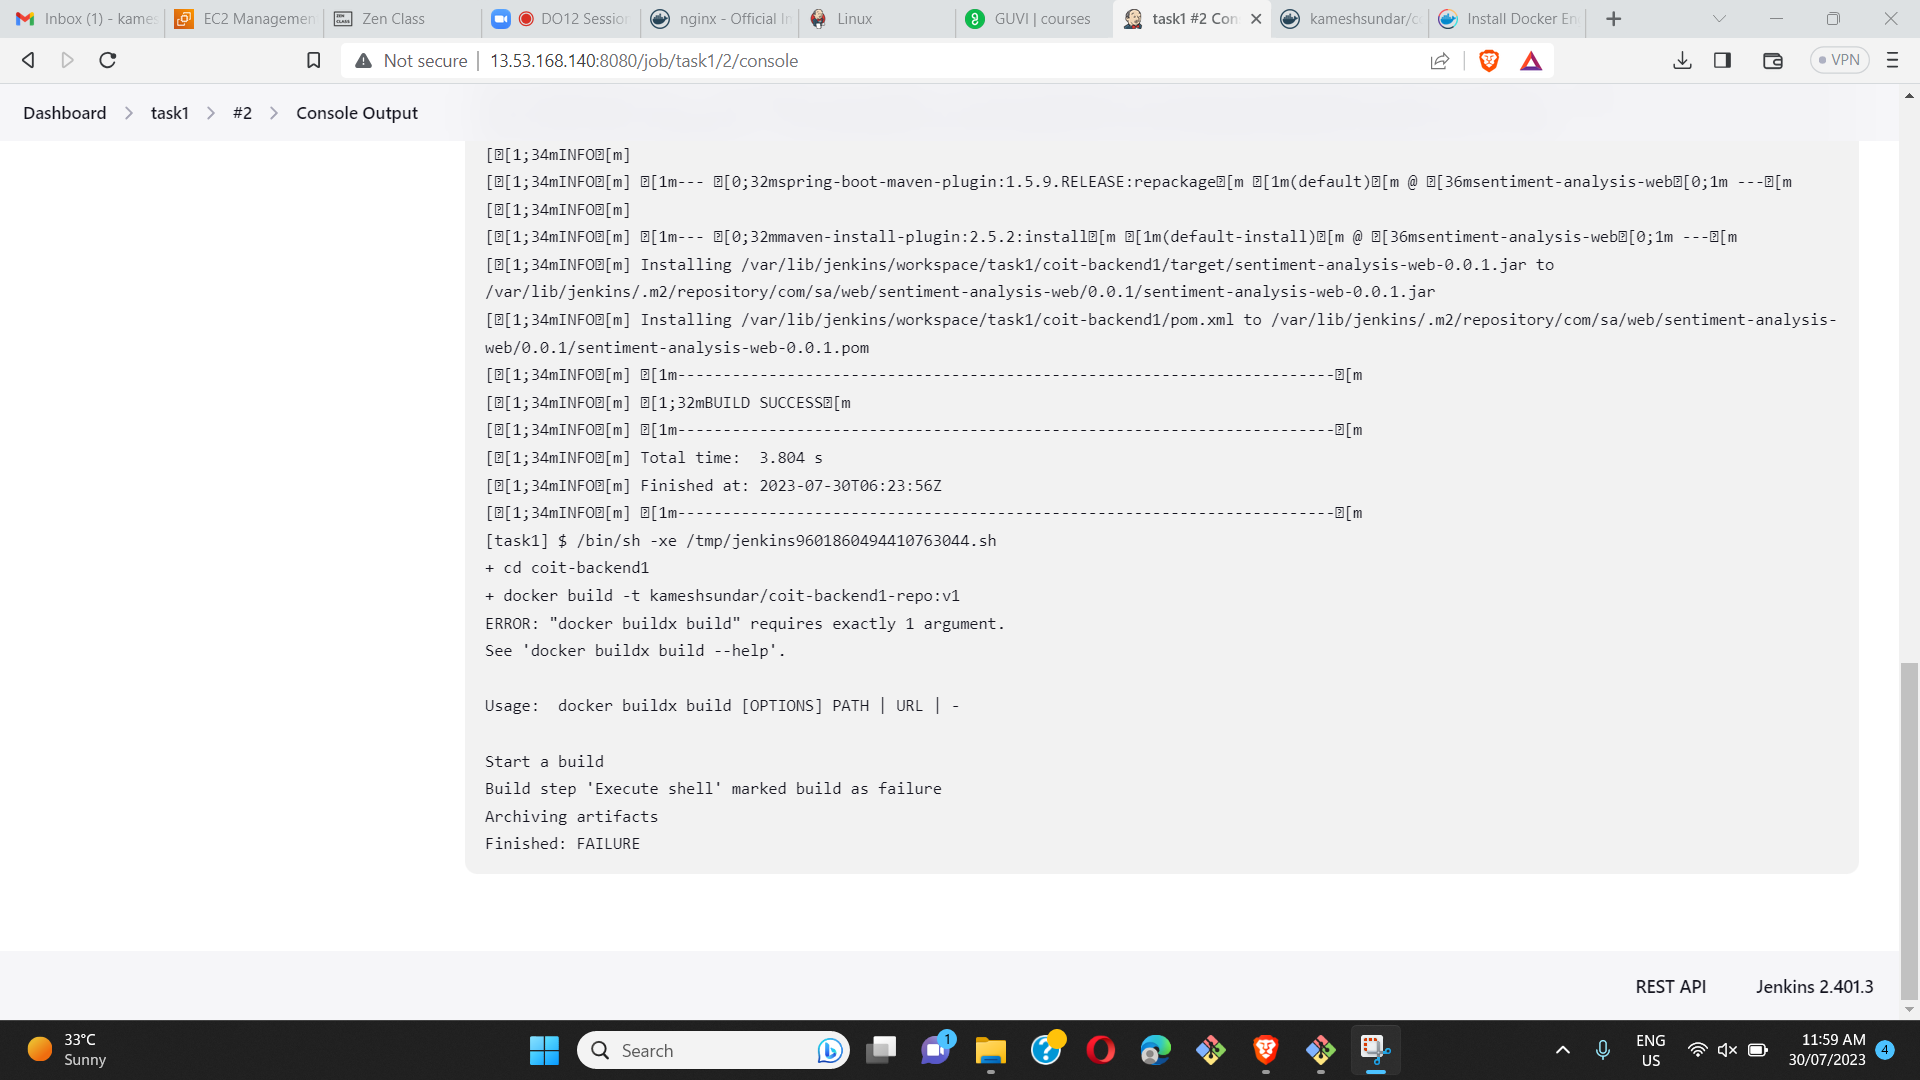 Inbox (1) - kames
EC2 Managemen
Zen Class
DO12 Session
nginx - Official In
Linux
GUVI | courses
task1 #2 Con
kameshsundar/c
Install Docker En
Not secure
13.53.168.140:8080/job/task1/2/console
VPN
Dashboard
task1
#2
Console Output
[�[1;34mINFO�[m]
[�[1;34mINFO�[m] �[1m--- �[0;32mspring-boot-maven-plugin:1.5.9.RELEASE:repackage�[m �[1m(default)�[m @ �[36msentiment-analysis-web�[0;1m ---�[m
[�[1;34mINFO�[m]
[�[1;34mINFO�[m] �[1m--- �[0;32mmaven-install-plugin:2.5.2:install�[m �[1m(default-install)�[m @ �[36msentiment-analysis-web�[0;1m ---�[m
[�[1;34mINFO�[m] Installing /var/lib/jenkins/workspace/task1/coit-backend1/target/sentiment-analysis-web-0.0.1.jar to
/var/lib/jenkins/.m2/repository/com/sa/web/sentiment-analysis-web/0.0.1/sentiment-analysis-web-0.0.1.jar
[�[1;34mINFO�[m] Installing /var/lib/jenkins/workspace/task1/coit-backend1/pom.xml to /var/lib/jenkins/.m2/repository/com/sa/web/sentiment-analysis-
web/0.0.1/sentiment-analysis-web-0.0.1.pom
[�[1;34mINFO�[m] �[1m------------------------------------------------------------------------�[m
[�[1;34mINFO�[m] �[1;32mBUILD SUCCESS�[m
[�[1;34mINFO�[m] �[1m------------------------------------------------------------------------�[m
[�[1;34mINFO�[m] Total time:  3.804 s
[�[1;34mINFO�[m] Finished at: 2023-07-30T06:23:56Z
[�[1;34mINFO�[m] �[1m------------------------------------------------------------------------�[m
[task1] $ /bin/sh -xe /tmp/jenkins9601860494410763044.sh
+ cd coit-backend1
+ docker build -t kameshsundar/coit-backend1-repo:v1
ERROR: "docker buildx build" requires exactly 1 argument.
See 'docker buildx build --help'.
Usage:  docker buildx build [OPTIONS] PATH | URL | -
Start a build
Build step 'Execute shell' marked build as failure
Archiving artifacts
Finished: FAILURE
REST API
Jenkins 2.401.3
33°C
Sunny
Search
1
ENG
US
11:59 AM
30/07/2023
4